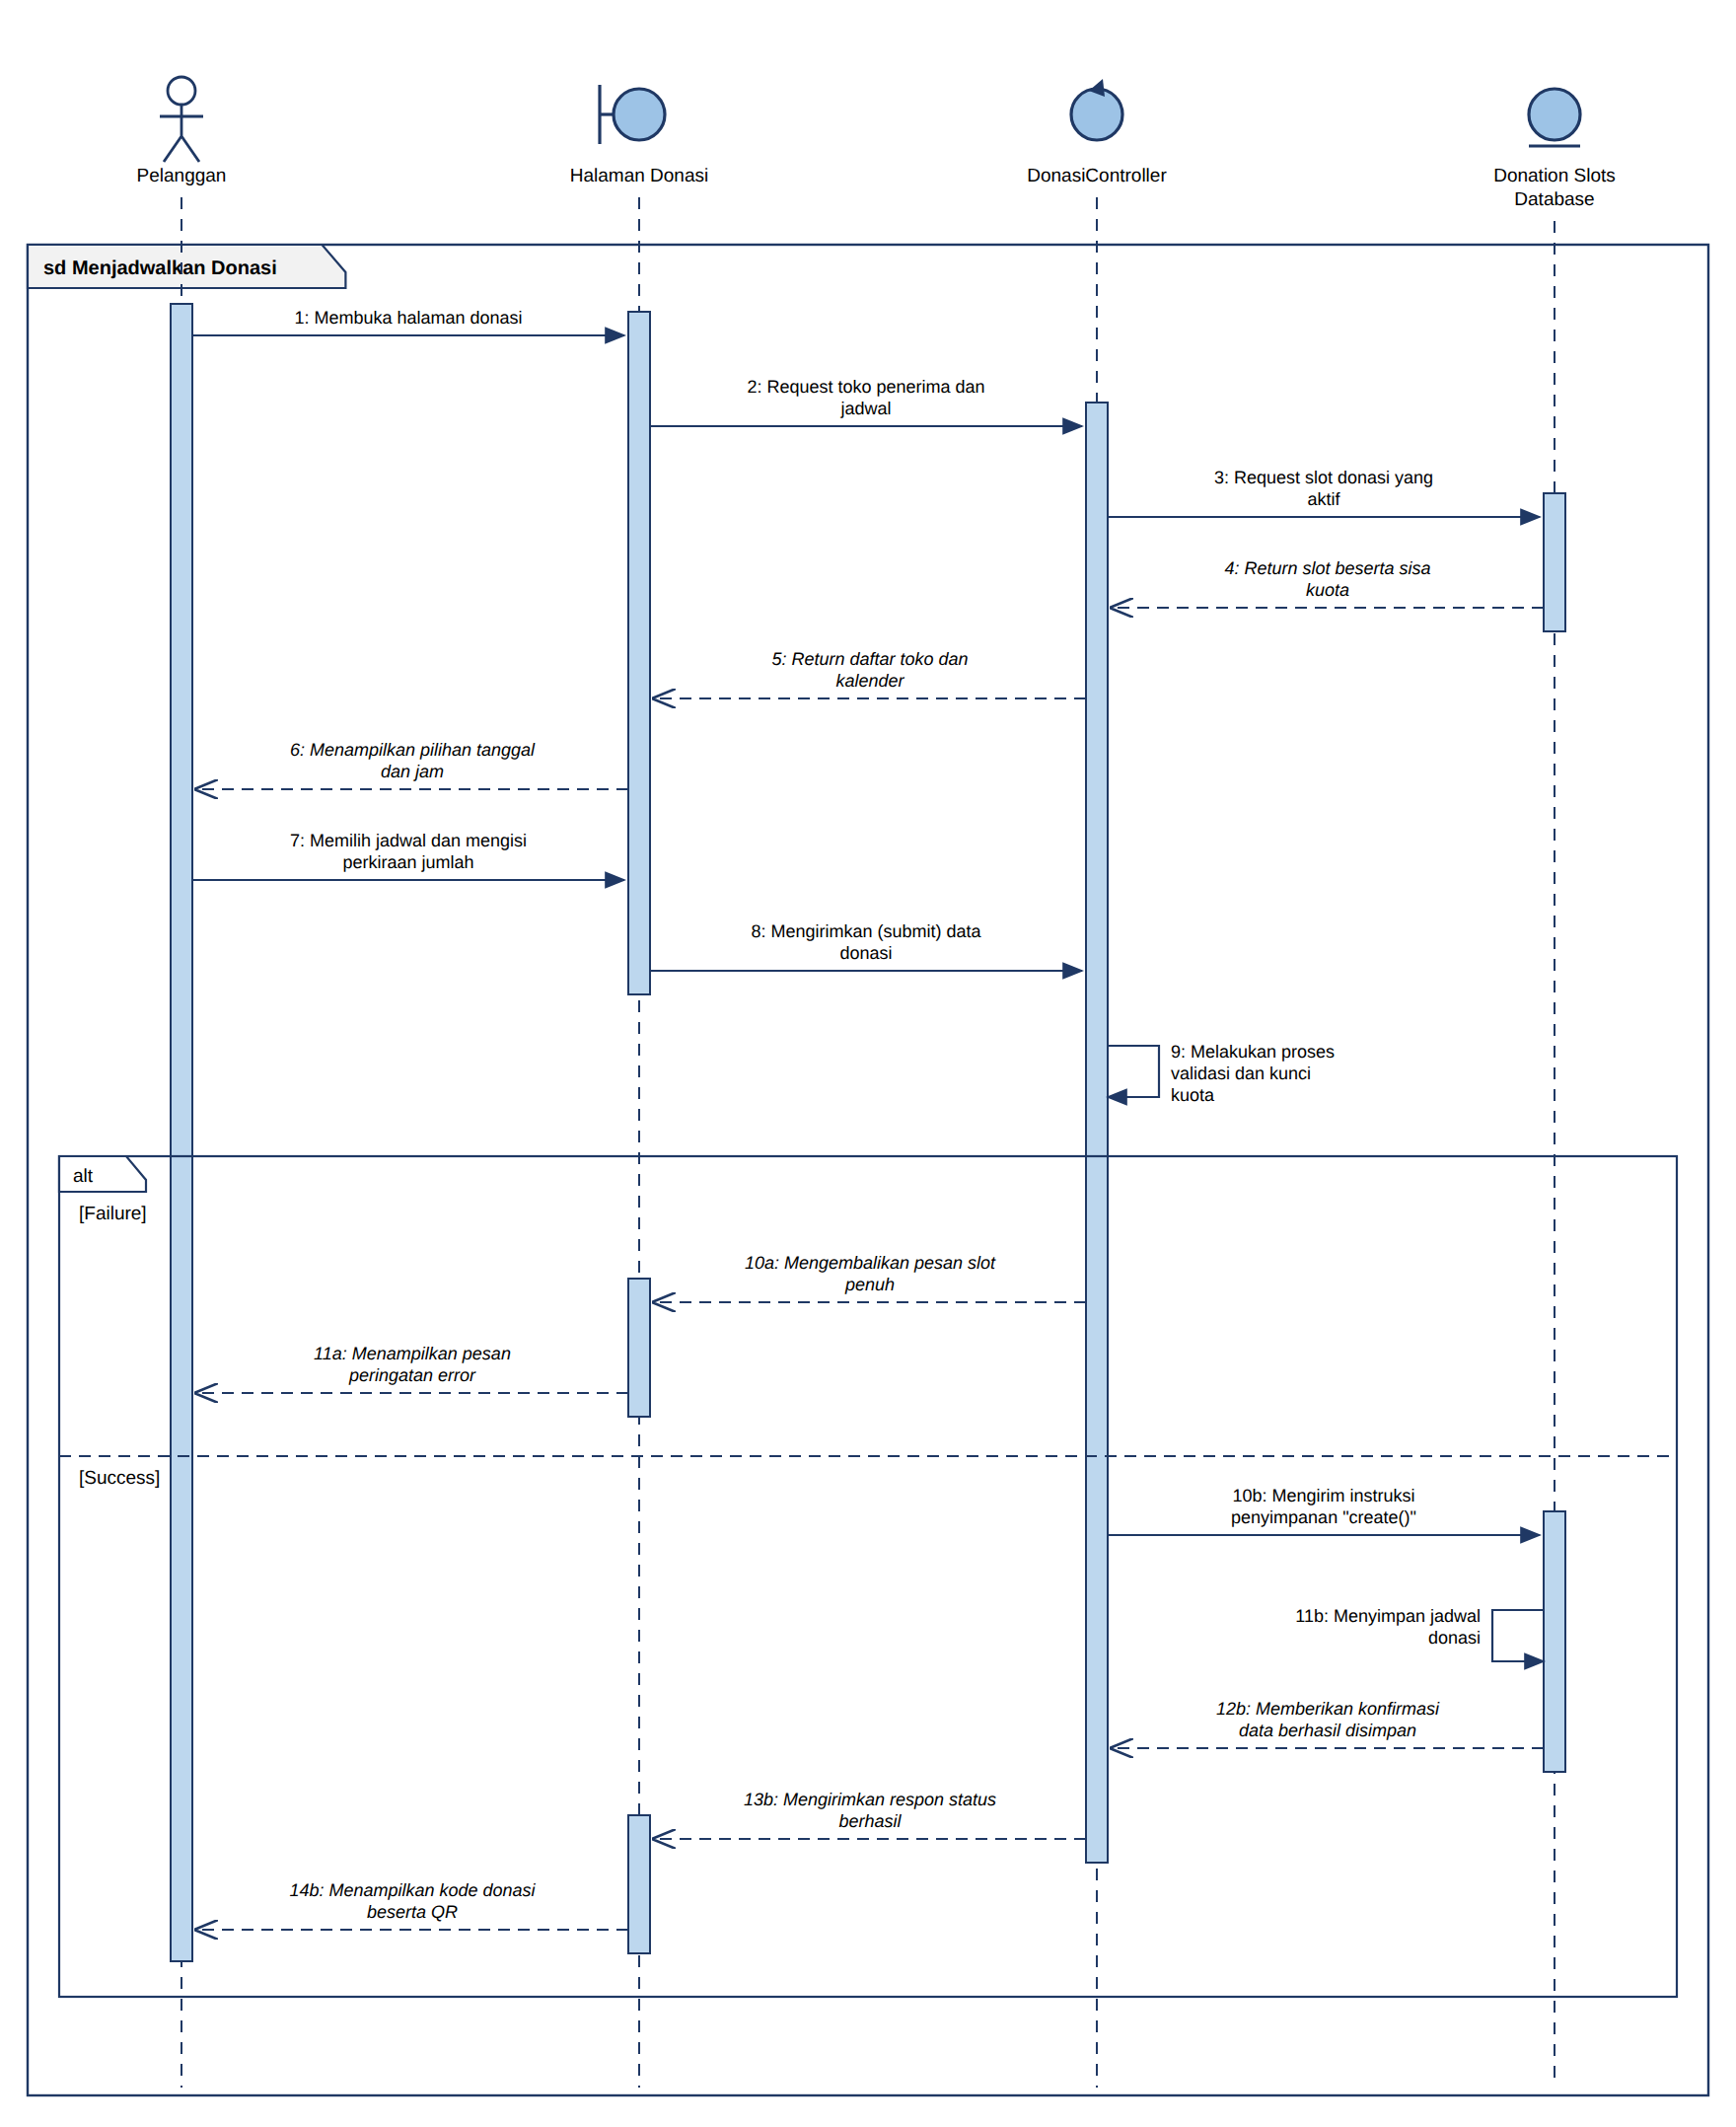 Pelanggan
Halaman Donasi
DonasiController
Donation Slots
Database
sd Menjadwalkan Donasi
1: Membuka halaman donasi
2: Request toko penerima dan
jadwal
3: Request slot donasi yang
aktif
4: Return slot beserta sisa
kuota
5: Return daftar toko dan
kalender
6: Menampilkan pilihan tanggal
dan jam
7: Memilih jadwal dan mengisi
perkiraan jumlah
8: Mengirimkan (submit) data
donasi
9: Melakukan proses
validasi dan kunci
kuota
alt
[Failure]
10a: Mengembalikan pesan slot
penuh
11a: Menampilkan pesan
peringatan error
[Success]
10b: Mengirim instruksi
penyimpanan "create()"
11b: Menyimpan jadwal
donasi
12b: Memberikan konfirmasi
data berhasil disimpan
13b: Mengirimkan respon status
berhasil
14b: Menampilkan kode donasi
beserta QR